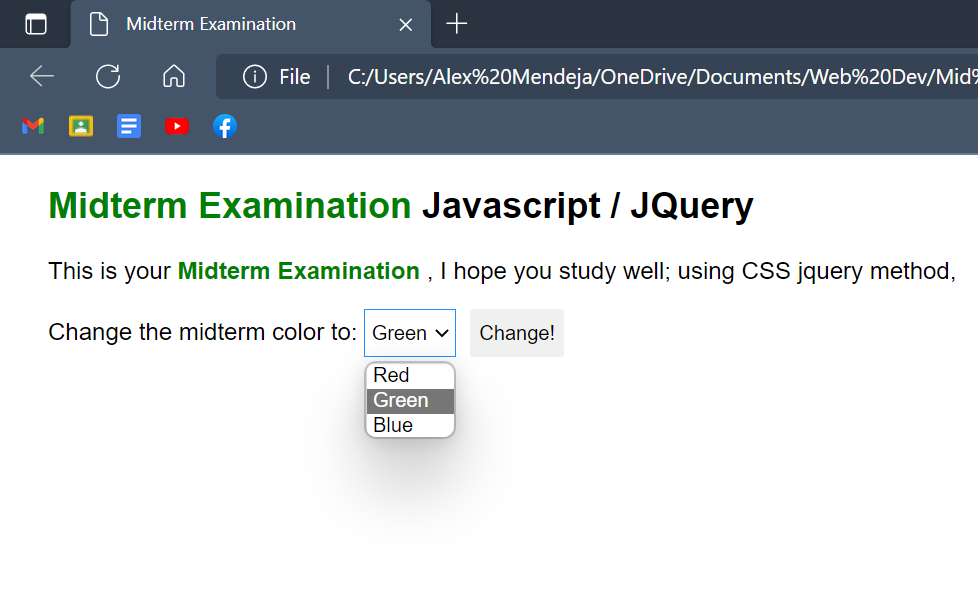 Midterm Examination
File C:/Users/Alex%20Mendeja/OneDrive/Documents/Web%20Dev/Mid%
Midterm Examination Javascript / JQuery
This is your Midterm Examination , I hope you study well; using CSS jquery method,
Change the midterm color to: Green Change!
Red
Green
Blue